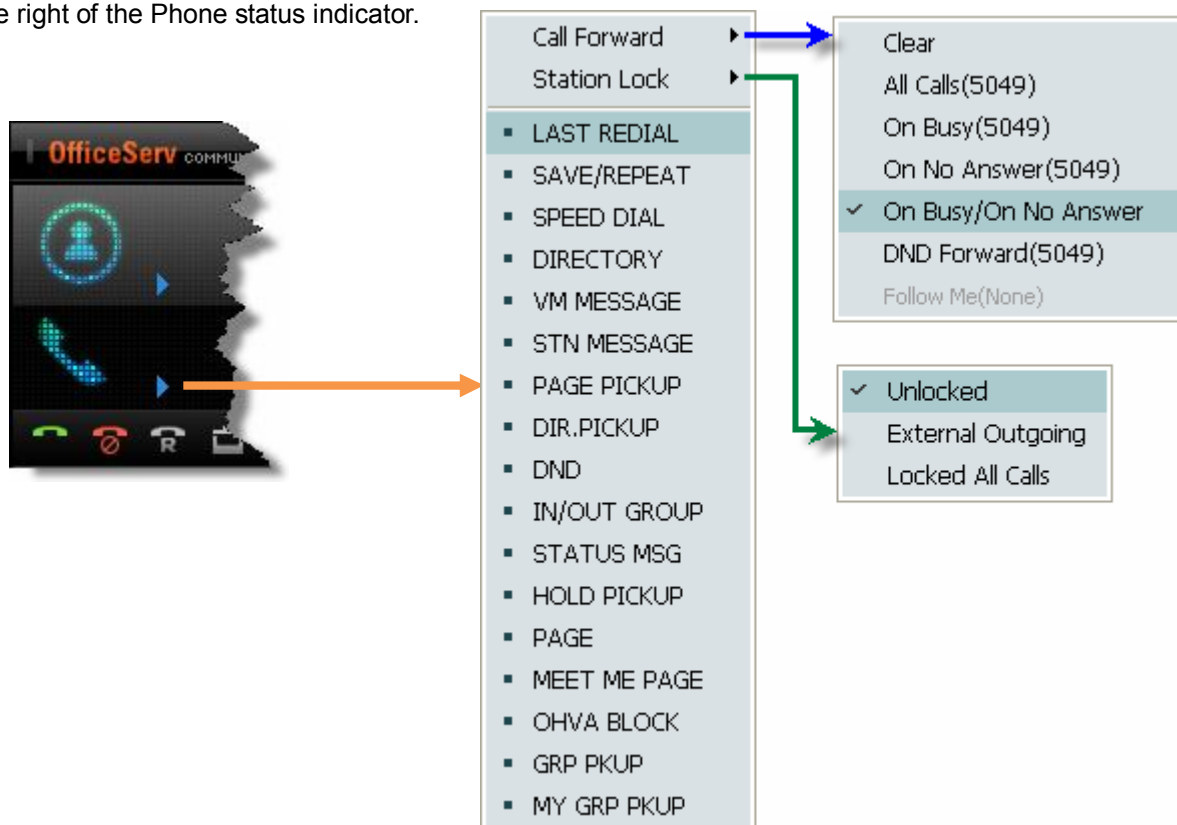 e right of the Phone status indicator.
OfficeServ COMMU
R
Call Forward
Station Lock
LAST REDIAL
SAVE/REPEAT
SPEED DIAL
DIRECTORY
VM MESSAGE
STN MESSAGE
PAGE PICKUP
DIR.PICKUP
DND
IN/OUT GROUP
STATUS MSG
HOLD PICKUP
PAGE
MEET ME PAGE
OHVA BLOCK
GRP PKUP
MY GRP PKUP
Clear
All Calls(5049)
On Busy(5049)
On No Answer(5049)
On Busy/On No Answer
DND Forward(5049)
Follow Me(None)
Unlocked
External Outgoing
Locked All Calls